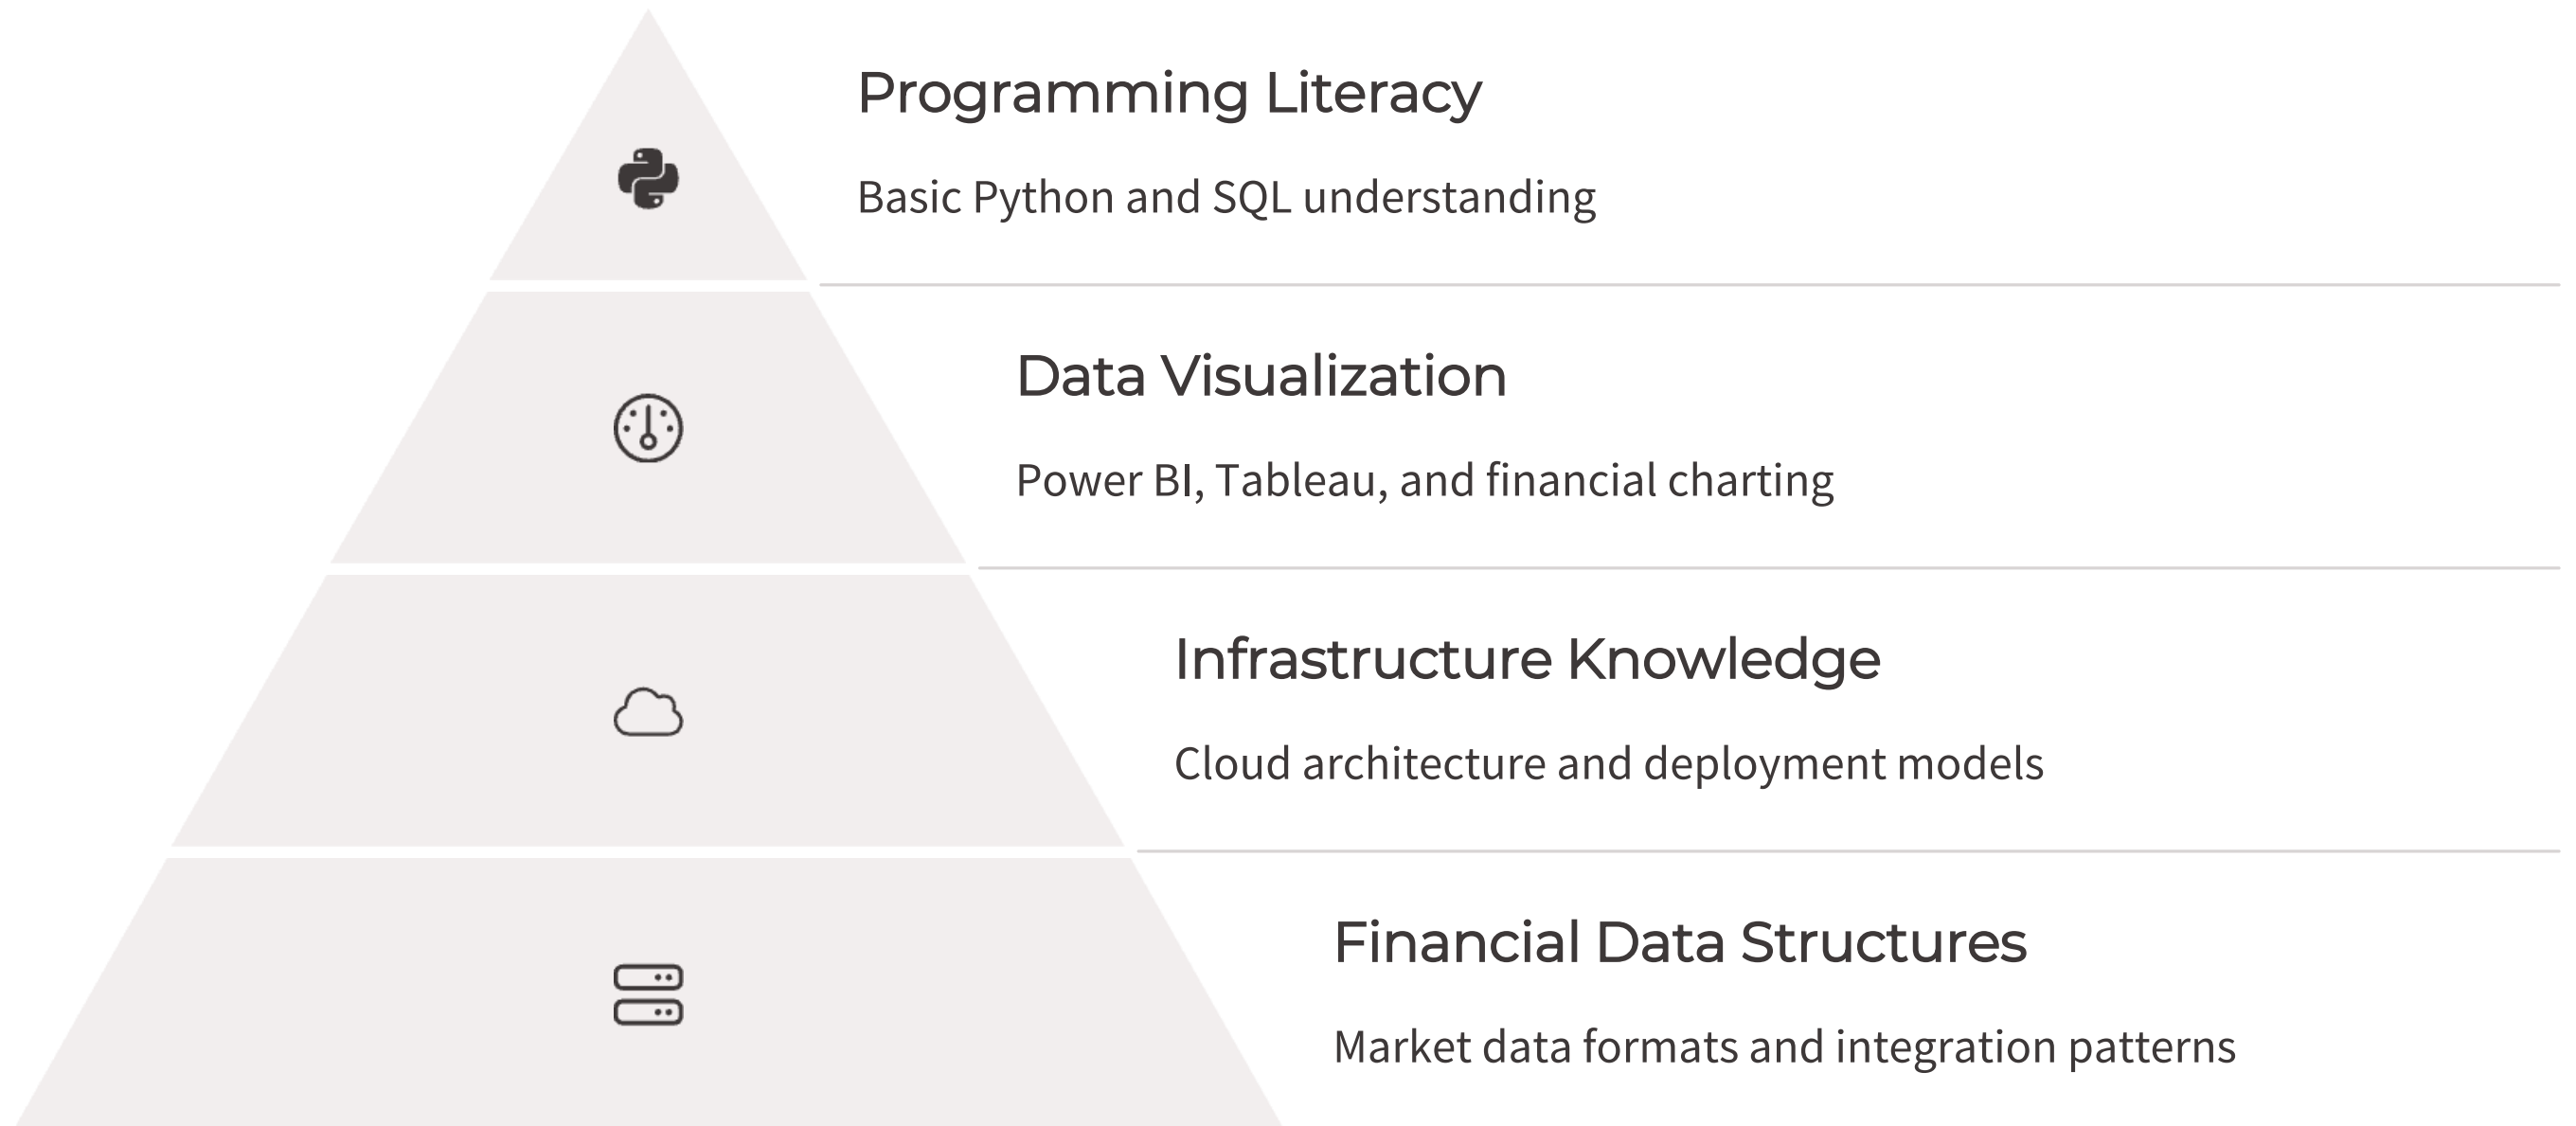 Programming Literacy
Basic Python and SQL understanding
Data Visualization
Power BI, Tableau, and financial charting
Infrastructure Knowledge
Cloud architecture and deployment models
Financial Data Structures
Market data formats and integration patterns